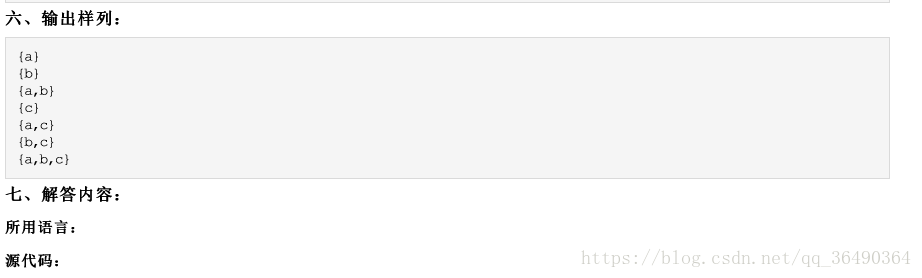 六、输出样列：
{a}
{b}
{a,b}
{c}
{a,c}
{b,c}
{a,b,c}
七、解答内容：
所用语言：
源代码：
https://blog.csdn.net/qq_36490364